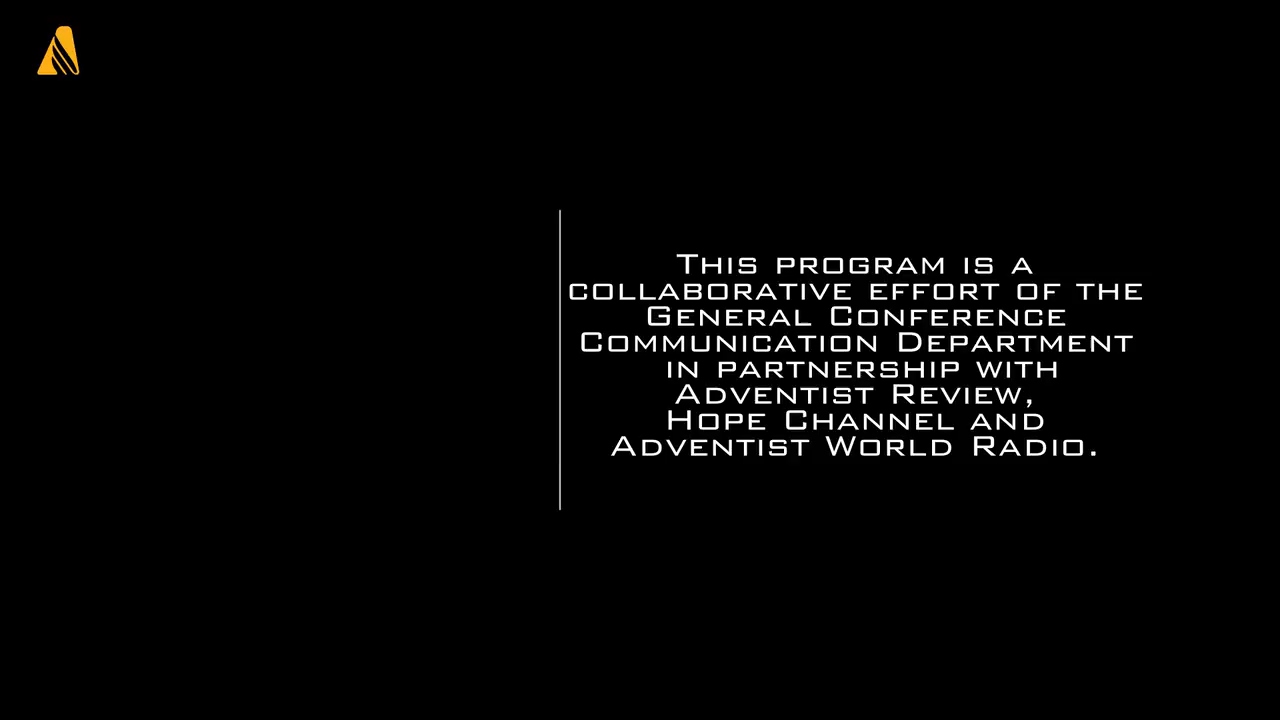 This program is a
collaborative effort of the
General Conference
Communication Department
in partnership with
Adventist Review,
Hope Channel and
Adventist World Radio.